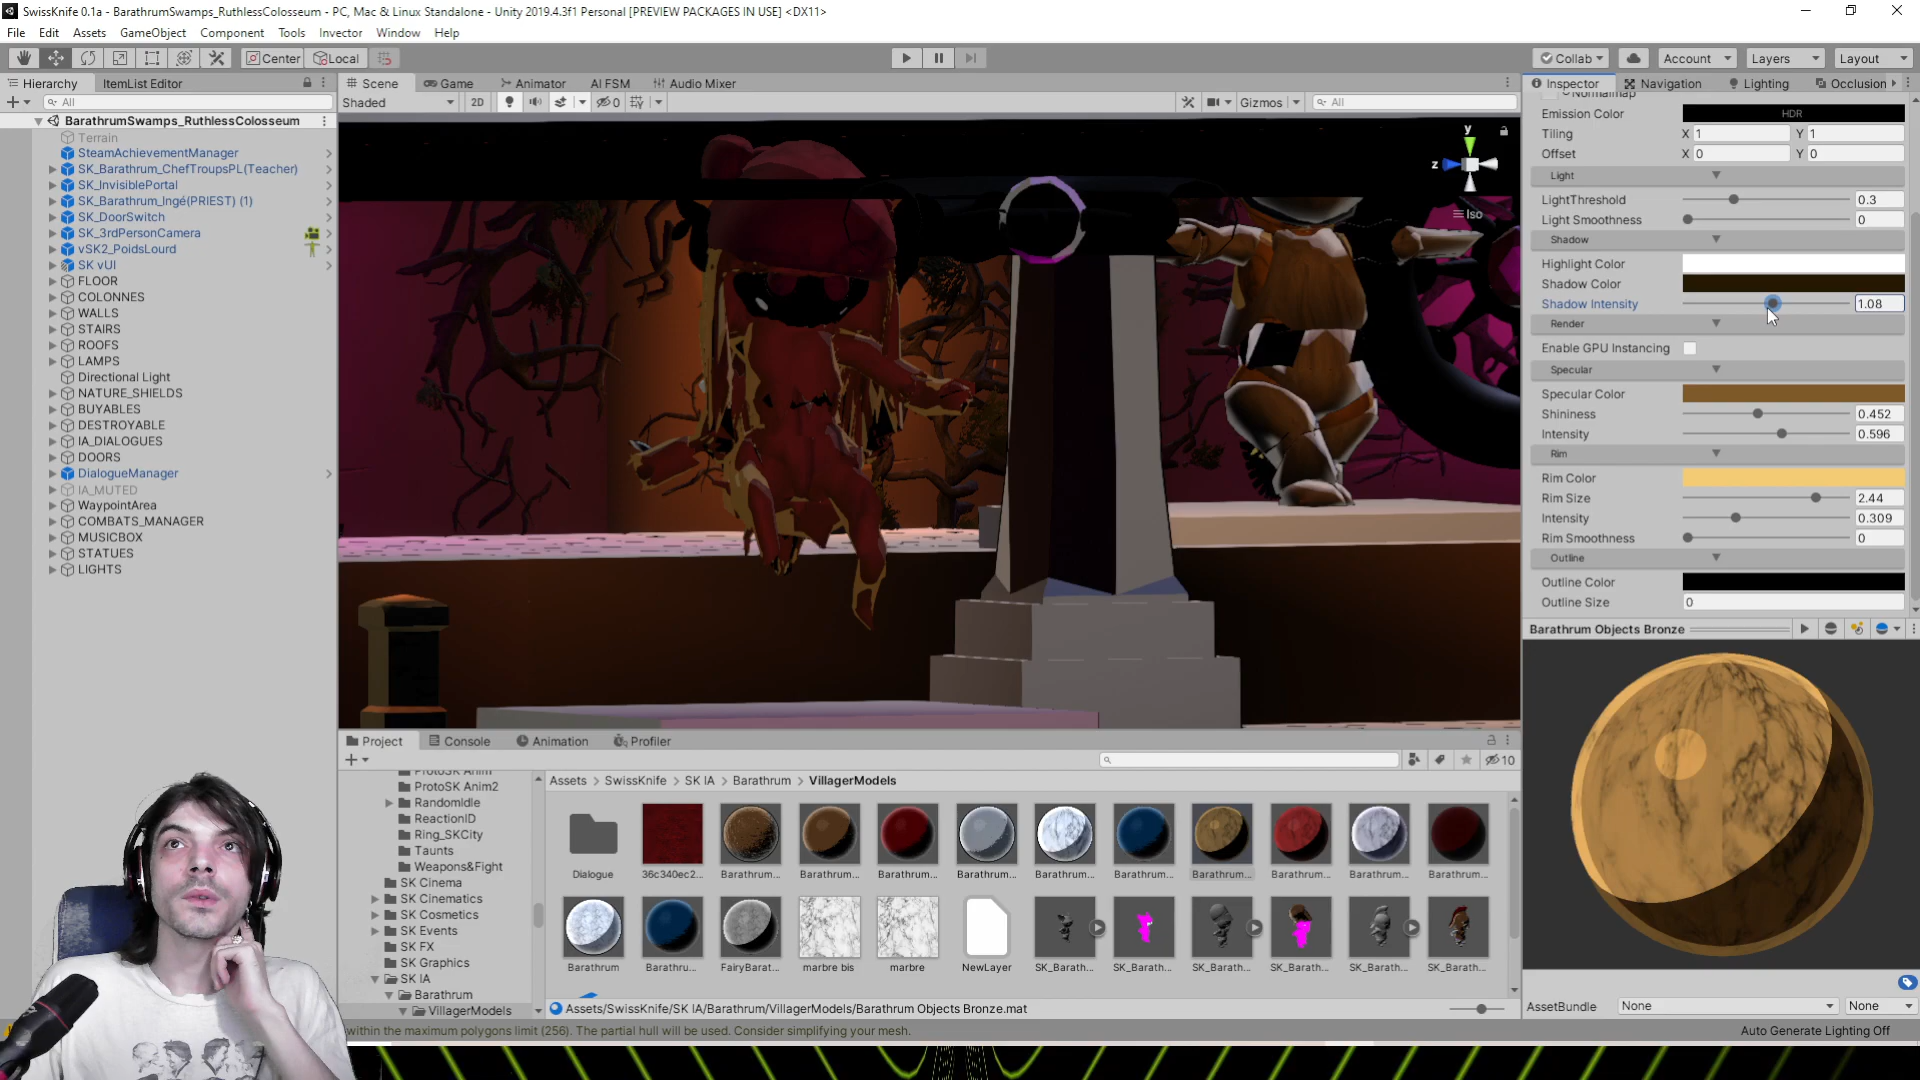 SwissKnife 0.1a - BarathrumSwamps_RuthlessColosseum - PC, Mac & Linux Standalone - Unity 2019.4.3f1 Personal [PREVIEW PACKAGES IN USE] <DX11>
File Edit Assets GameObject Component Tools Invector Window Help
Center Local Collab Account Layers Layout
Hierarchy ItemList Editor
All
BarathrumSwamps_RuthlessColosseum
Terrain
SteamAchievementManager
SK_Barathrum_ChefTroupsPL(Teacher)
SK_InvisiblePortal
SK_Barathrum_Ingé(PRIEST) (1)
SK_DoorSwitch
SK_3rdPersonCamera
vSK2_PoidsLourd
SK vUI
FLOOR
COLONNES
WALLS
STAIRS
ROOFS
LAMPS
Directional Light
NATURE_SHIELDS
BUYABLES
DESTROYABLE
IA_DIALOGUES
DOORS
DialogueManager
IA_MUTED
WaypointArea
COMBATS_MANAGER
MUSICBOX
STATUES
LIGHTS
Scene Game Animator AI FSM Audio Mixer
Shaded 2D 0 Gizmos All
y
z
Iso
Inspector Navigation Lighting Occlusion
Normalmap
Emission Color HDR
Tiling X 1 Y 1
Offset X 0 Y 0
Light
LightThreshold 0.3
Light Smoothness 0
Shadow
Highlight Color
Shadow Color
Shadow Intensity 1.08
Render
Enable GPU Instancing
Specular
Specular Color
Shininess 0.452
Intensity 0.596
Rim
Rim Color
Rim Size 2.44
Intensity 0.309
Rim Smoothness 0
Outline
Outline Color
Outline Size 0
Barathrum Objects Bronze
AssetBundle None None
Auto Generate Lighting Off
Project Console Animation Profiler
10
ProtoSK Anim
ProtoSK Anim2
RandomIdle
ReactionID
Ring_SKCity
Taunts
Weapons&Fight
SK Cinema
SK Cinematics
SK Cosmetics
SK Events
SK FX
SK Graphics
SK IA
Barathrum
VillagerModels
Assets > SwissKnife > SK IA > Barathrum > VillagerModels
Dialogue 36c340ec2... Barathrum... Barathrum... Barathrum... Barathrum... Barathrum... Barathrum... Barathrum... Barathrum... Barathrum... Barathrum...
Barathrum Barathru... FairyBarat... marbre bis marbre NewLayer SK_Barath... SK_Barath... SK_Barath... SK_Barath... SK_Barath... SK_Barath...
Assets/SwissKnife/SK IA/Barathrum/VillagerModels/Barathrum Objects Bronze.mat
within the maximum polygons limit (256). The partial hull will be used. Consider simplifying your mesh.